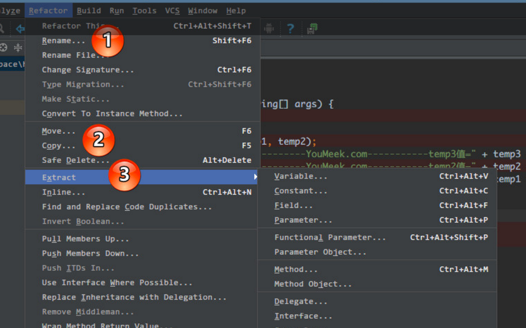 alyze Refactor Build Run Tools VCS Window Help
Refactor This... Ctrl+Alt+Shift+T
Rename... Shift+F6
1
Rename File...
Change Signature... Ctrl+F6
Type Migration... Ctrl+Shift+F6
Make Static...
Convert To Instance Method...
Move... F6
2
Copy... F5
Safe Delete... Alt+Delete
3
Extract
Inline... Ctrl+Alt+N
Find and Replace Code Duplicates...
Invert Boolean...
Pull Members Up...
Push Members Down...
Push ITDs In...
Use Interface Where Possible...
Replace Inheritance with Delegation...
Remove Middleman...
Wrap Method Return Value...
Variable... Ctrl+Alt+V
Constant... Ctrl+Alt+C
Field... Ctrl+Alt+F
Parameter... Ctrl+Alt+P
Functional Parameter... Ctrl+Alt+Shift+P
Parameter Object...
Method... Ctrl+Alt+M
Method Object...
Delegate...
Interface...
pace\h
ing[] args) {
1, temp2);
---------YouMeek.com-----------temp3值=" + temp3
---------YouMeek.com-----------temp2值=" + temp2
temp1